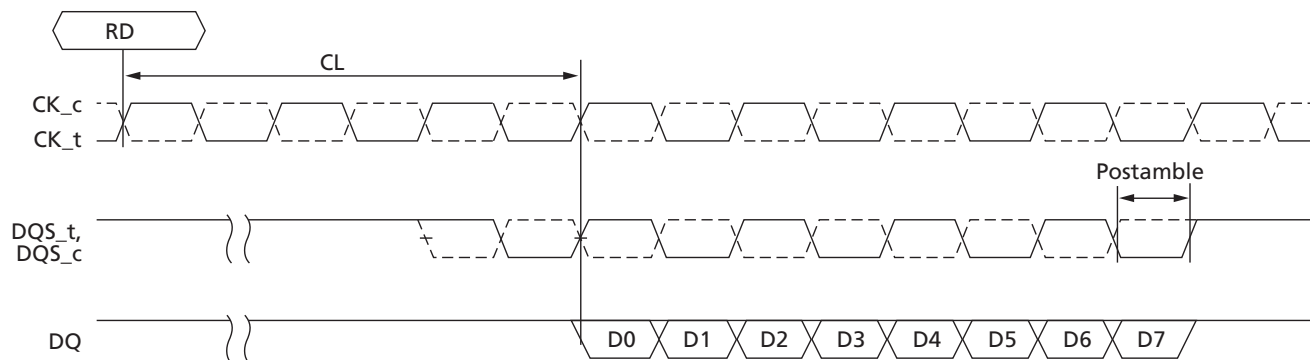 RD
CL
CK_c
CK_t
Postamble
DQS_t,
DQS_c
DQ D0 D1 D2 D3 D4 D5 D6 D7